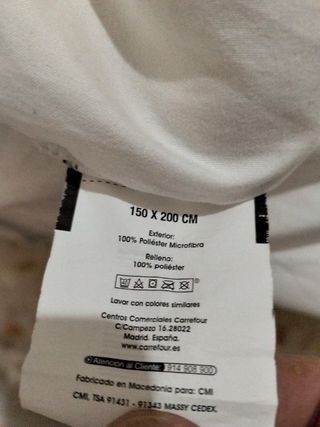 150 X 200 CM
Exterior:
100% Poliéster Microfibra
Relleno:
100% poliéster
Lavar con colores similares
Centros Comerciales Carrefour
C/Campezo 16.28022
Madrid. España.
www.carrefour.es
Atención al Cliente: 914 908 900
Fabricado en Macedonia para: CMI
CMI, TSA 91431 - 91343 MASSY CEDEX.